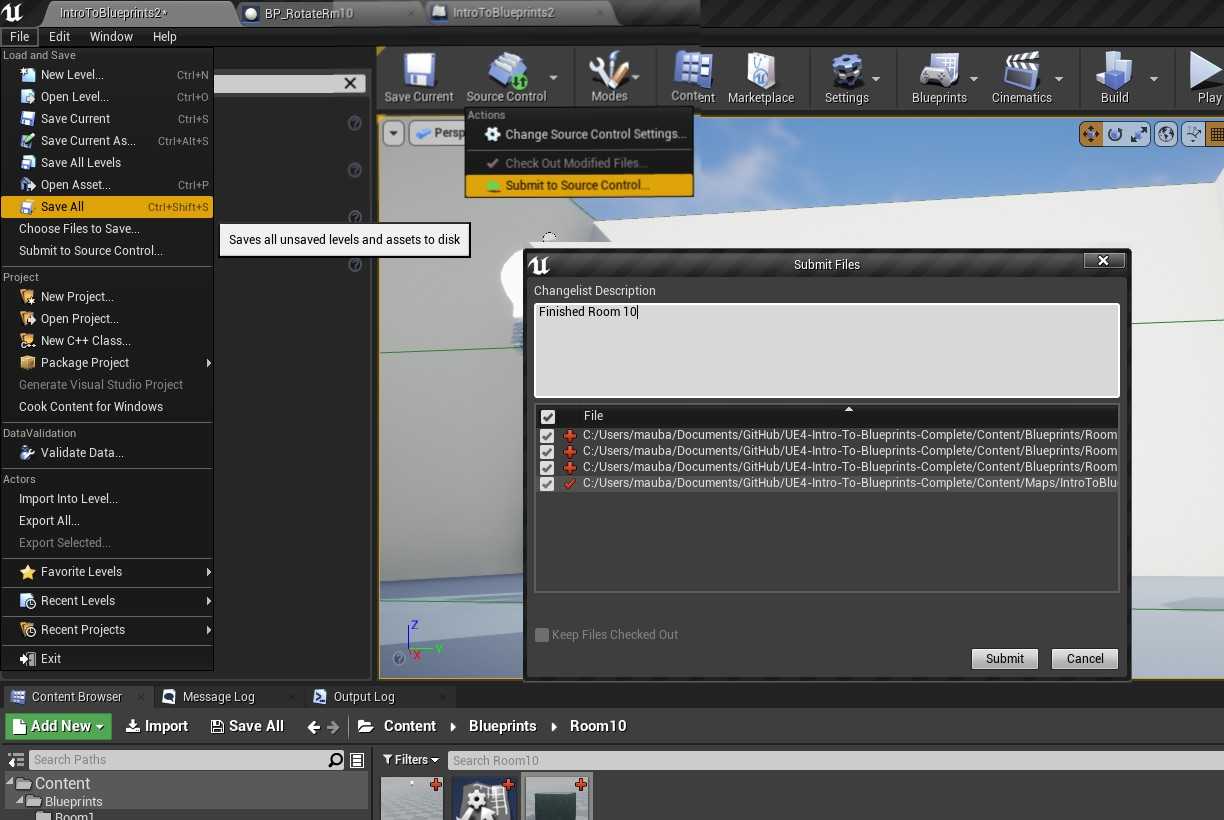 IntroToBlueprints2*
BP_RotateRm10
IntroToBlueprints2
File Edit Window Help
Load and Save
New Level... Ctrl+N
Open Level... Ctrl+O
Save Current Ctrl+S
Save Current As... Ctrl+Alt+S
Save All Levels
Open Asset... Ctrl+P
Save All Ctrl+Shift+S
Choose Files to Save...
Submit to Source Control...
Project
New Project...
Open Project...
New C++ Class...
Package Project
Generate Visual Studio Project
Cook Content for Windows
DataValidation
Validate Data...
Actors
Import Into Level...
Export All...
Export Selected...
Favorite Levels
Recent Levels
Recent Projects
Exit
Saves all unsaved levels and assets to disk
Save Current
Source Control
Modes
Content
Marketplace
Settings
Blueprints
Cinematics
Build
Play
Persp
Actions
Change Source Control Settings...
Check Out Modified Files...
Submit to Source Control...
Submit Files
Changelist Description
Finished Room 10
File
C:/Users/mauba/Documents/GitHub/UE4-Intro-To-Blueprints-Complete/Content/Blueprints/Room
C:/Users/mauba/Documents/GitHub/UE4-Intro-To-Blueprints-Complete/Content/Blueprints/Room
C:/Users/mauba/Documents/GitHub/UE4-Intro-To-Blueprints-Complete/Content/Blueprints/Room
C:/Users/mauba/Documents/GitHub/UE4-Intro-To-Blueprints-Complete/Content/Maps/IntroToBlu
Keep Files Checked Out
Submit Cancel
Z
X
Y
Content Browser
Message Log
Output Log
Add New Import Save All Content Blueprints Room10
Search Paths
Filters
Search Room10
Content
Blueprints
Room1